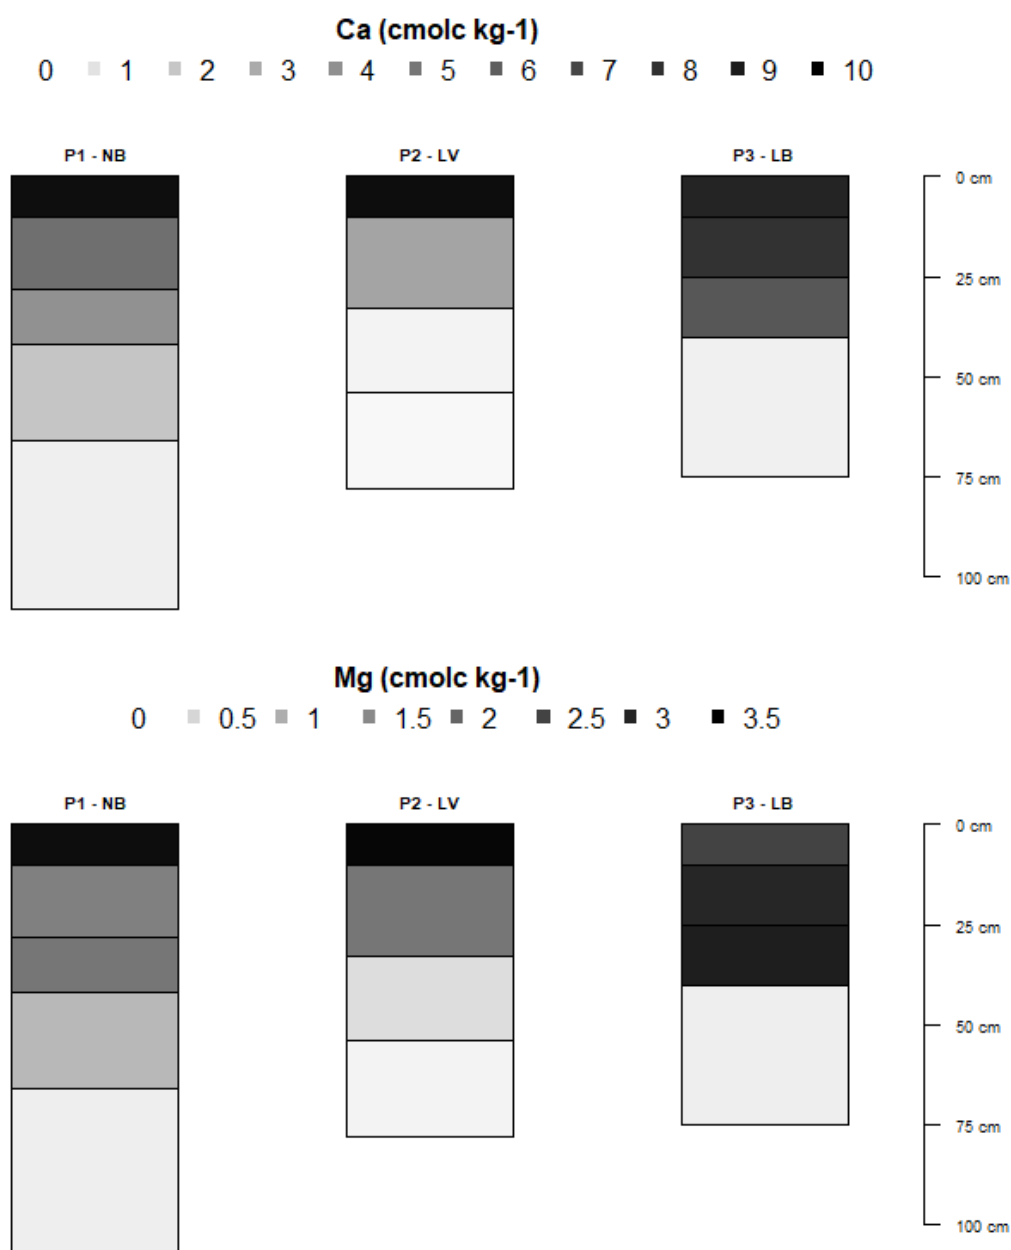 Ca (cmolc kg-1)
0 1 2 3 4 5 6 7 8 9 10
P1 - NB P2 - LV P3 - LB
0 cm
25 cm
50 cm
75 cm
100 cm
Mg (cmolc kg-1)
0 0.5 1 1.5 2 2.5 3 3.5
P1 - NB P2 - LV P3 - LB
0 cm
25 cm
50 cm
75 cm
100 cm